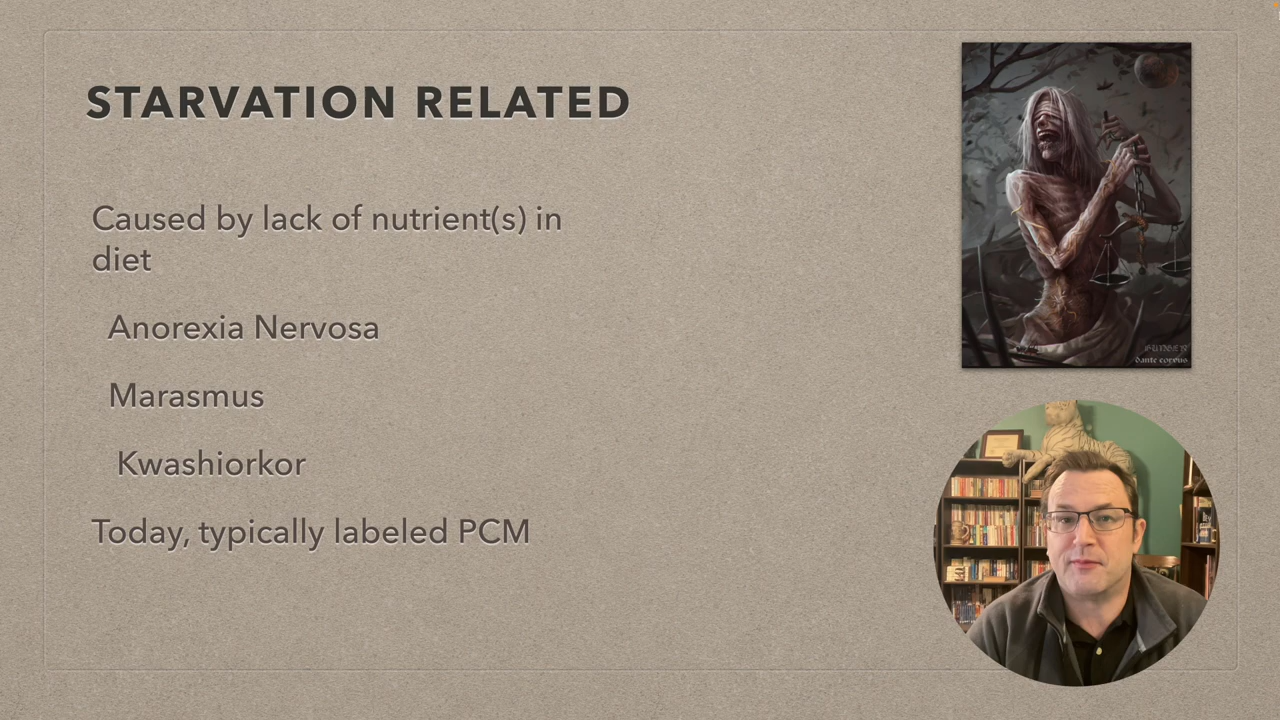 STARVATION RELATED
Caused by lack of nutrient(s) in
diet
Anorexia Nervosa
Marasmus
Kwashiorkor
Today, typically labeled PCM
HUNGER
dante corvus